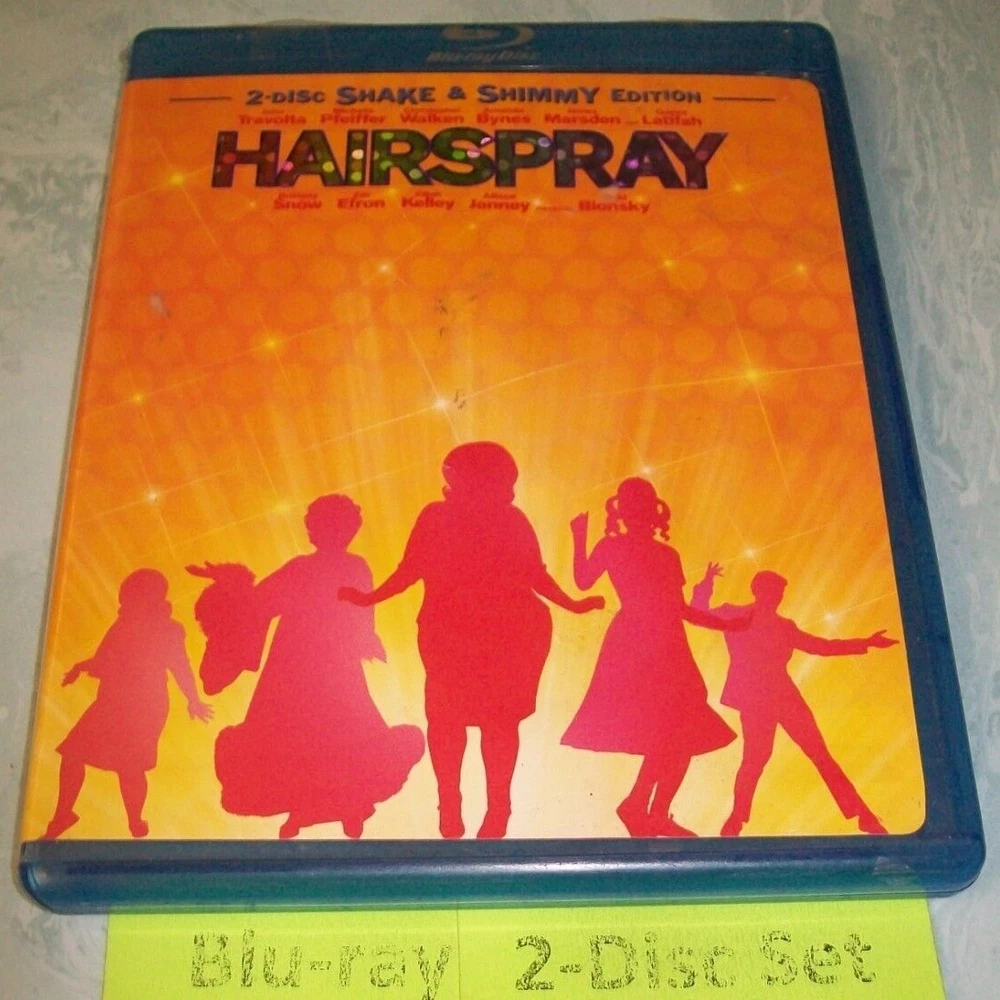 Blu-ray Disc
2-DISC SHAKE & SHIMMY EDITION
Travolta Pfeiffer Walken Bynes Marsden and Latifah
HAIRSPRAY
Snow Efron Kelley Janney Blonsky
Blu-ray 2-Disc Set